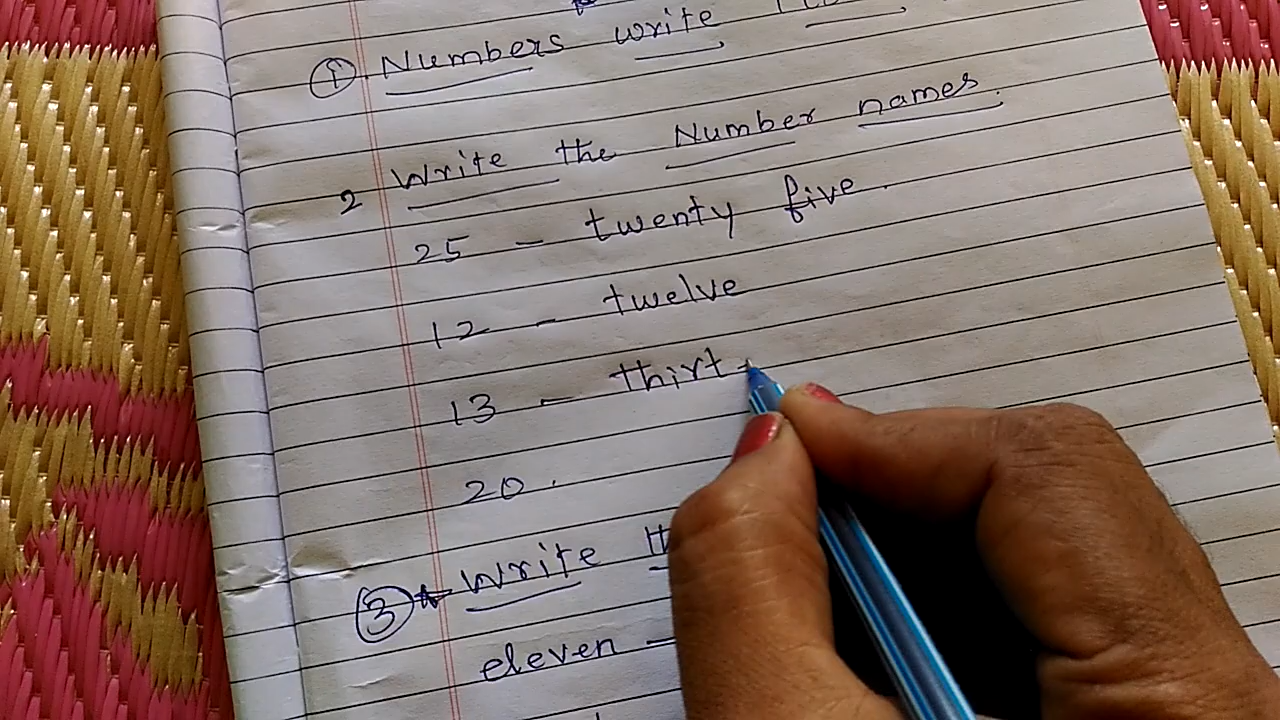 ① Numbers write
2 Write the Number names.
25 - twenty five.
12 - twelve
13 - thirt
20.
③ Write
eleven -